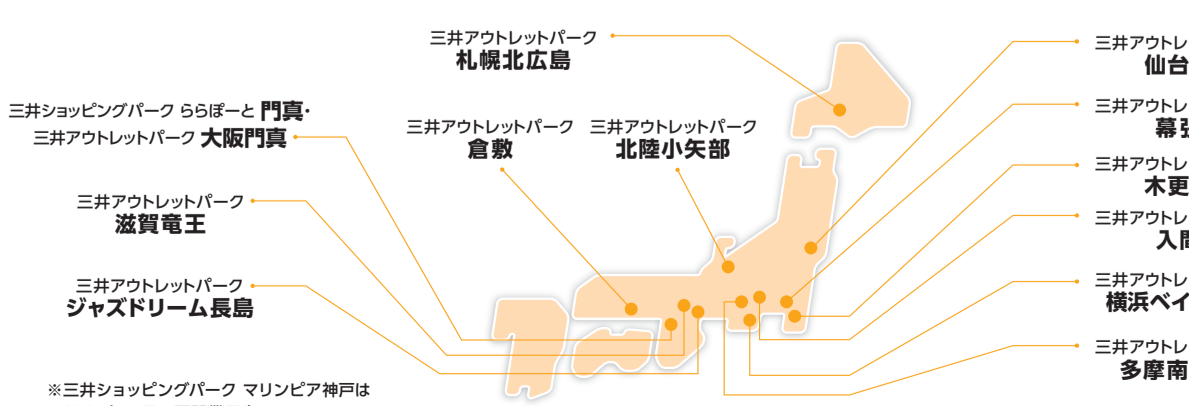 三井アウトレットパーク
札幌北広島
三井ショッピングパーク ららぽーと 門真・
三井アウトレットパーク 大阪門真
三井アウトレットパーク
倉敷
三井アウトレットパーク
北陸小矢部
三井アウトレットパーク
滋賀竜王
三井アウトレットパーク
ジャズドリーム長島
※三井ショッピングパーク マリンピア神戸は
三井アウトレ
仙台
三井アウトレ
幕
三井アウトレ
木更
三井アウトレ
入間
三井アウトレ
横浜ベイ
三井アウトレ
多摩南